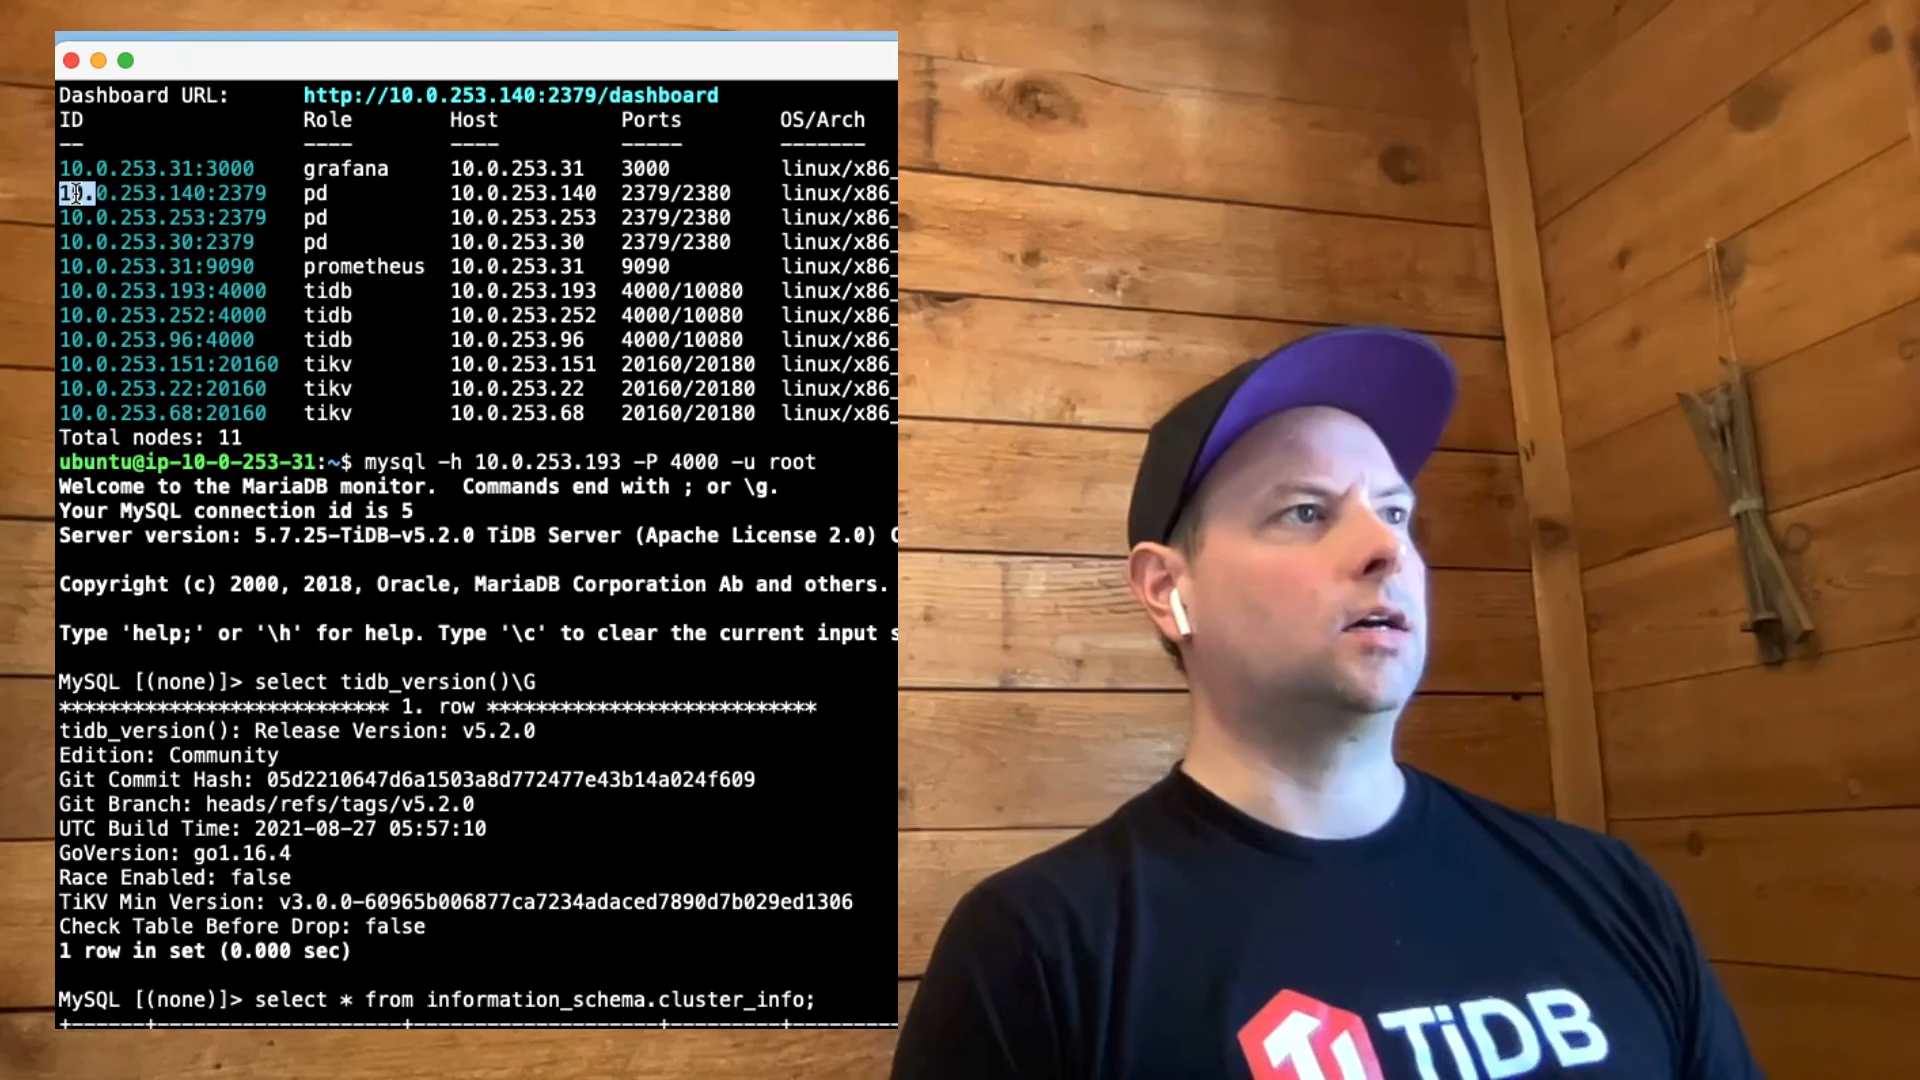 Dashboard URL: http://10.0.253.140:2379/dashboard
ID Role Host Ports OS/Arch
-- ---- ---- ----- -------
10.0.253.31:3000 grafana 10.0.253.31 3000 linux/x86_
10.0.253.140:2379 pd 10.0.253.140 2379/2380 linux/x86_
10.0.253.253:2379 pd 10.0.253.253 2379/2380 linux/x86_
10.0.253.30:2379 pd 10.0.253.30 2379/2380 linux/x86_
10.0.253.31:9090 prometheus 10.0.253.31 9090 linux/x86_
10.0.253.193:4000 tidb 10.0.253.193 4000/10080 linux/x86_
10.0.253.252:4000 tidb 10.0.253.252 4000/10080 linux/x86_
10.0.253.96:4000 tidb 10.0.253.96 4000/10080 linux/x86_
10.0.253.151:20160 tikv 10.0.253.151 20160/20180 linux/x86_
10.0.253.22:20160 tikv 10.0.253.22 20160/20180 linux/x86_
10.0.253.68:20160 tikv 10.0.253.68 20160/20180 linux/x86_
Total nodes: 11
ubuntu@ip-10-0-253-31:~$ mysql -h 10.0.253.193 -P 4000 -u root
Welcome to the MariaDB monitor.  Commands end with ; or \g.
Your MySQL connection id is 5
Server version: 5.7.25-TiDB-v5.2.0 TiDB Server (Apache License 2.0) C
Copyright (c) 2000, 2018, Oracle, MariaDB Corporation Ab and others.
Type 'help;' or '\h' for help. Type '\c' to clear the current input s
MySQL [(none)]> select tidb_version()\G
*************************** 1. row ***************************
tidb_version(): Release Version: v5.2.0
Edition: Community
Git Commit Hash: 05d2210647d6a1503a8d772477e43b14a024f609
Git Branch: heads/refs/tags/v5.2.0
UTC Build Time: 2021-08-27 05:57:10
GoVersion: go1.16.4
Race Enabled: false
TiKV Min Version: v3.0.0-60965b006877ca7234adaced7890d7b029ed1306
Check Table Before Drop: false
1 row in set (0.000 sec)
MySQL [(none)]> select * from information_schema.cluster_info;
TiDB